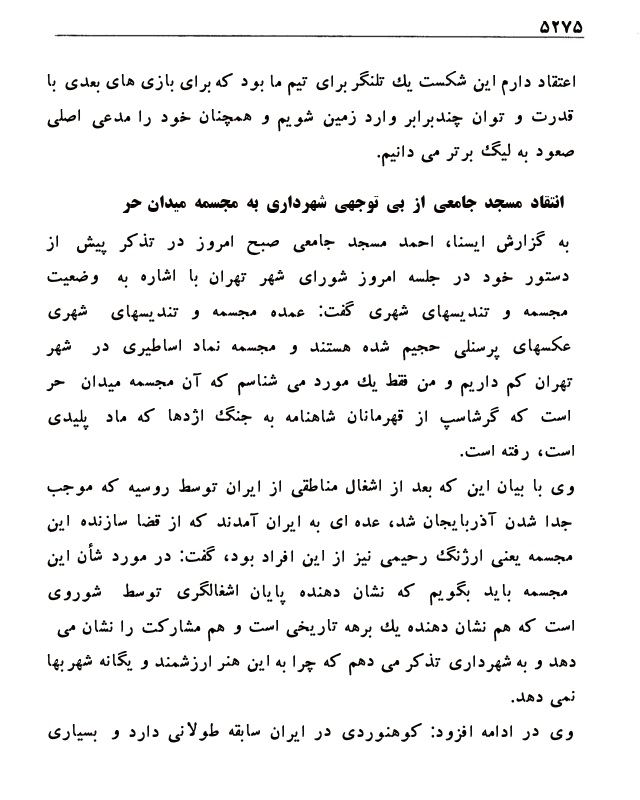 ۵۲۷۵
اعتقاد دارم این شکست یك تلنگر برای تیم ما بود که برای بازی های بعدی با
قدرت و توان چندبرابر وارد زمین شویم و همچنان خود را مدعی اصلی
صعود به لیگ برتر می دانیم.
انتقاد مسجد جامعی از بی توجهی شهرداری به مجسمه میدان حر
به گزارش ایسنا، احمد مسجد جامعی صبح امروز در تذکر پیش از
دستور خود در جلسه امروز شورای شهر تهران با اشاره به وضعیت
مجسمه و تندیسهای شهری گفت: عمده مجسمه و تندیسهای شهری
عکسهای پرسنلی حجیم شده هستند و مجسمه نماد اساطیری در شهر
تهران کم داریم و من فقط یك مورد می شناسم که آن مجسمه میدان حر
است که گرشاسپ از قهرمانان شاهنامه به جنگ اژدها که ماد پلیدی
است، رفته است.
وی با بیان این که بعد از اشغال مناطقی از ایران توسط روسیه که موجب
جدا شدن آذربایجان شد، عده ای به ایران آمدند که از قضا سازنده این
مجسمه یعنی ارژنگ رحیمی نیز از این افراد بود، گفت: در مورد شأن این
مجسمه باید بگویم که نشان دهنده پایان اشغالگری توسط شوروی
است که هم نشان دهنده یك برهه تاریخی است و هم مشارکت را نشان می
دهد و به شهرداری تذکر می دهم که چرا به این هنر ارزشمند و یگانه شهر بها
نمی دهد.
وی در ادامه افزود: کوهنوردی در ایران سابقه طولانی دارد و بسیاری